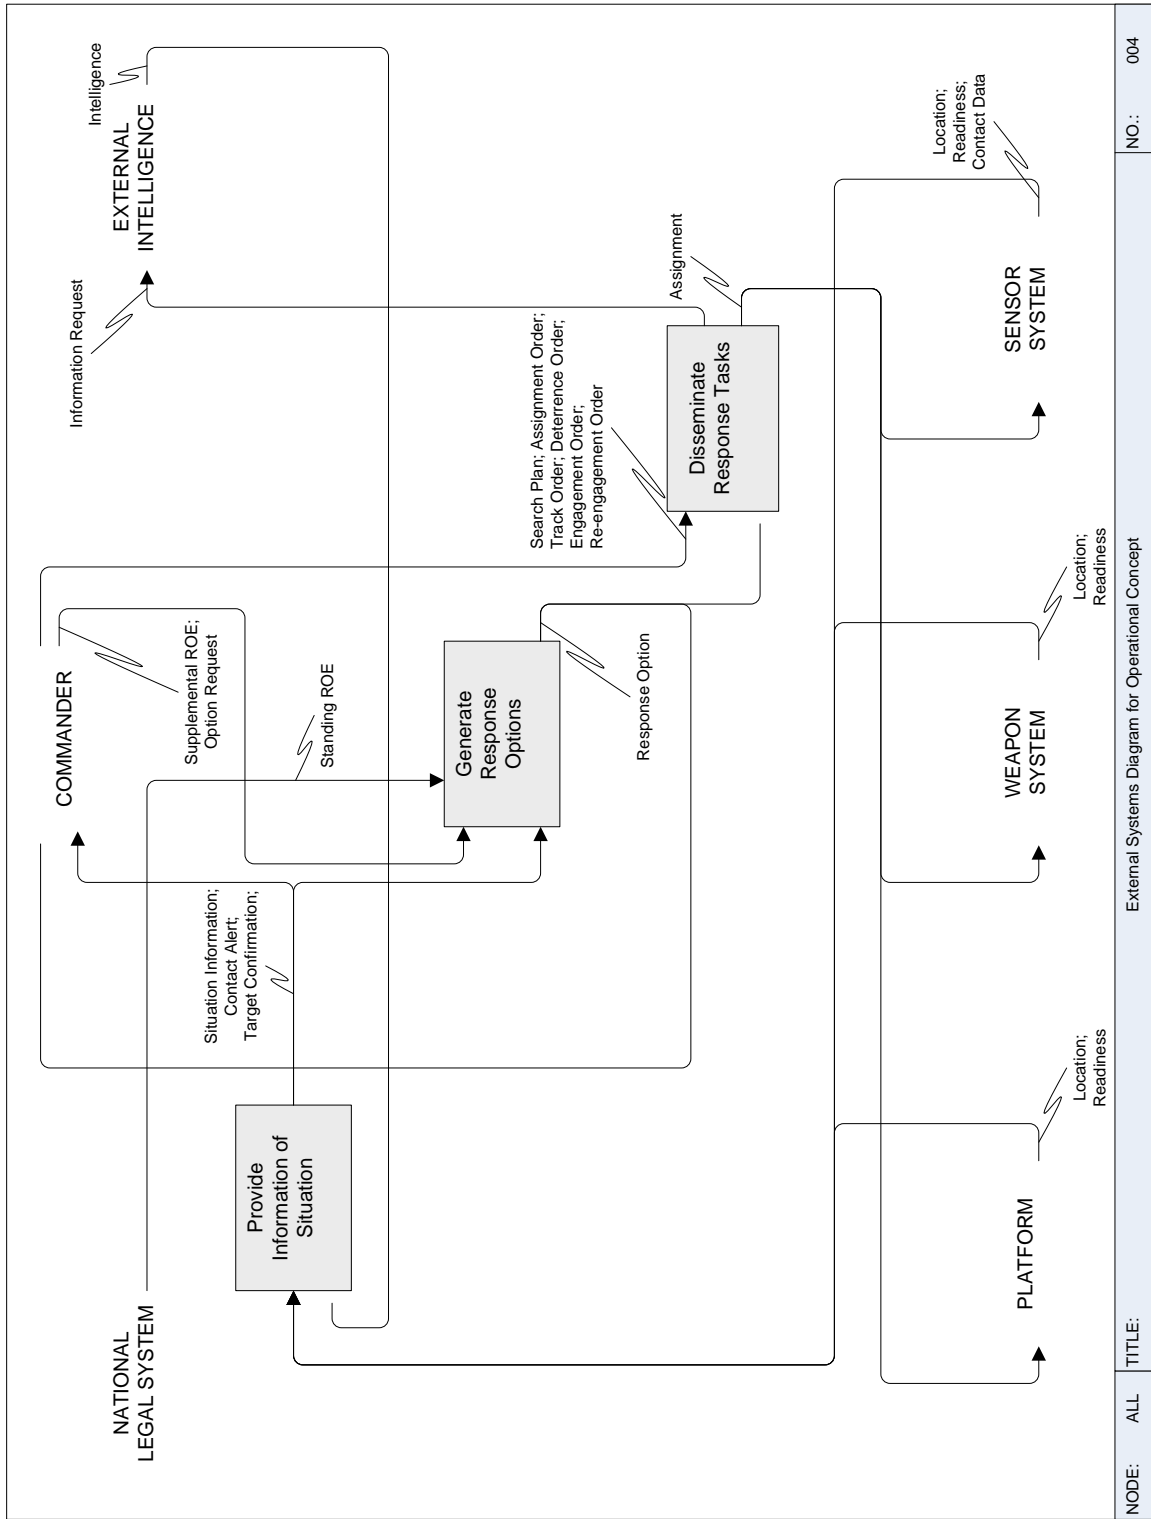 NATIONAL
LEGAL SYSTEM
COMMANDER
EXTERNAL
INTELLIGENCE
Intelligence
Information Request
Supplemental ROE;
Option Request
Standing ROE
Situation Information;
Contact Alert;
Target Confirmation;
Provide
Information of
Situation
Generate
Response
Options
Response Option
Search Plan; Assignment Order;
Track Order; Deterrence Order;
Engagement Order;
Re-engagement Order
Disseminate
Response Tasks
Assignment
Location;
Readiness
PLATFORM
Location;
Readiness
WEAPON
SYSTEM
Location;
Readiness;
Contact Data
SENSOR
SYSTEM
NODE: ALL TITLE: External Systems Diagram for Operational Concept NO.: 004